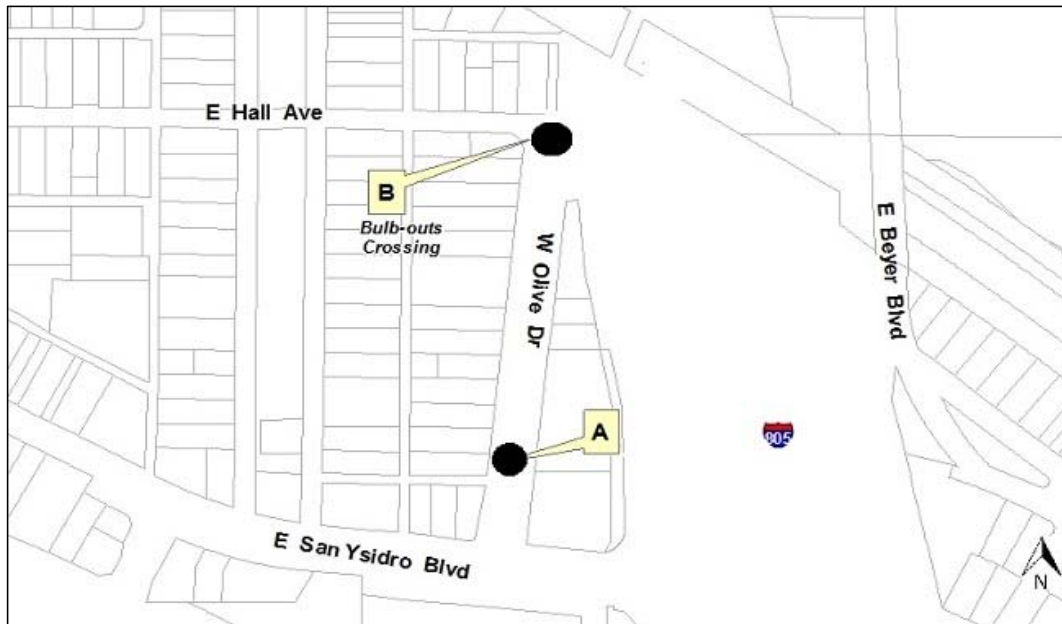 E Hall Ave
B
Bulb-outs
Crossing
W Olive Dr
E Beyer Blvd
A
805
E San Ysidro Blvd
N